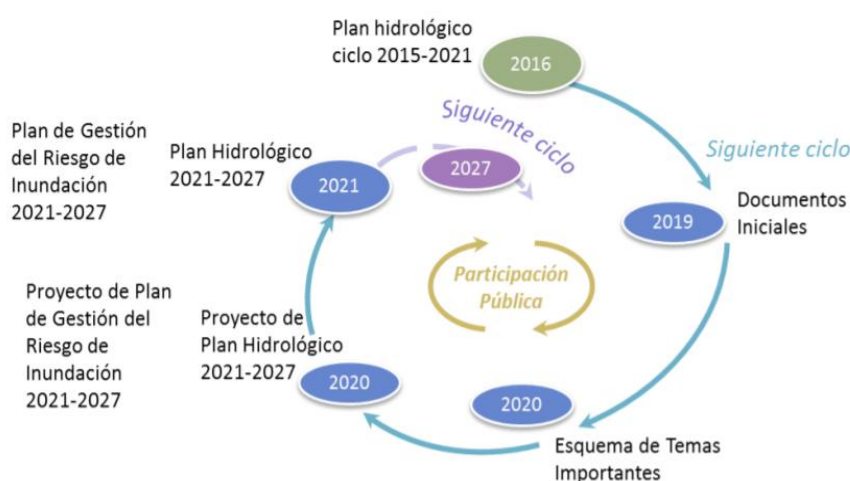 Plan hidrológico
ciclo 2015-2021
2016
Siguiente ciclo
2019
Documentos
Iniciales
2020
Esquema de Temas
Importantes
2020
Proyecto de
Plan Hidrológico
2021-2027
Proyecto de Plan
de Gestión del
Riesgo de
Inundación
2021-2027
2021
Plan Hidrológico
2021-2027
Plan de Gestión
del Riesgo de
Inundación
2021-2027
Siguiente ciclo
2027
Participación
Pública